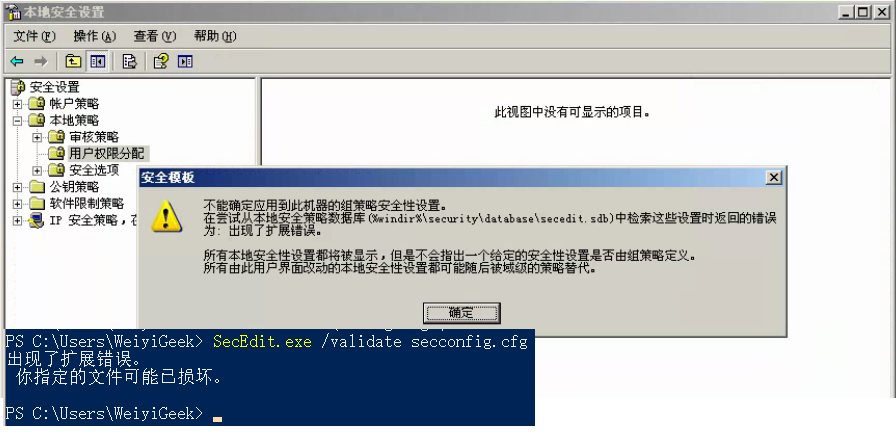 本地安全设置
文件(F) 操作(A) 查看(V) 帮助(H)
安全设置
帐户策略
本地策略
审核策略
用户权限分配
安全选项
公钥策略
软件限制策略
IP 安全策略，在
此视图中没有可显示的项目。
安全模板
不能确定应用到此机器的组策略安全性设置。
在尝试从本地安全策略数据库(%windir%\security\database\secedit.sdb)中检索这些设置时返回的错误
为: 出现了扩展错误。
所有本地安全性设置都将被显示，但是不会指出一个给定的安全性设置是否由组策略定义。
所有由此用户界面改动的本地安全性设置都可能随后被域级的策略替代。
确定
PS C:\Users\WeiyiGeek> SecEdit.exe /validate secconfig.cfg
出现了扩展错误。
你指定的文件可能已损坏。
PS C:\Users\WeiyiGeek>